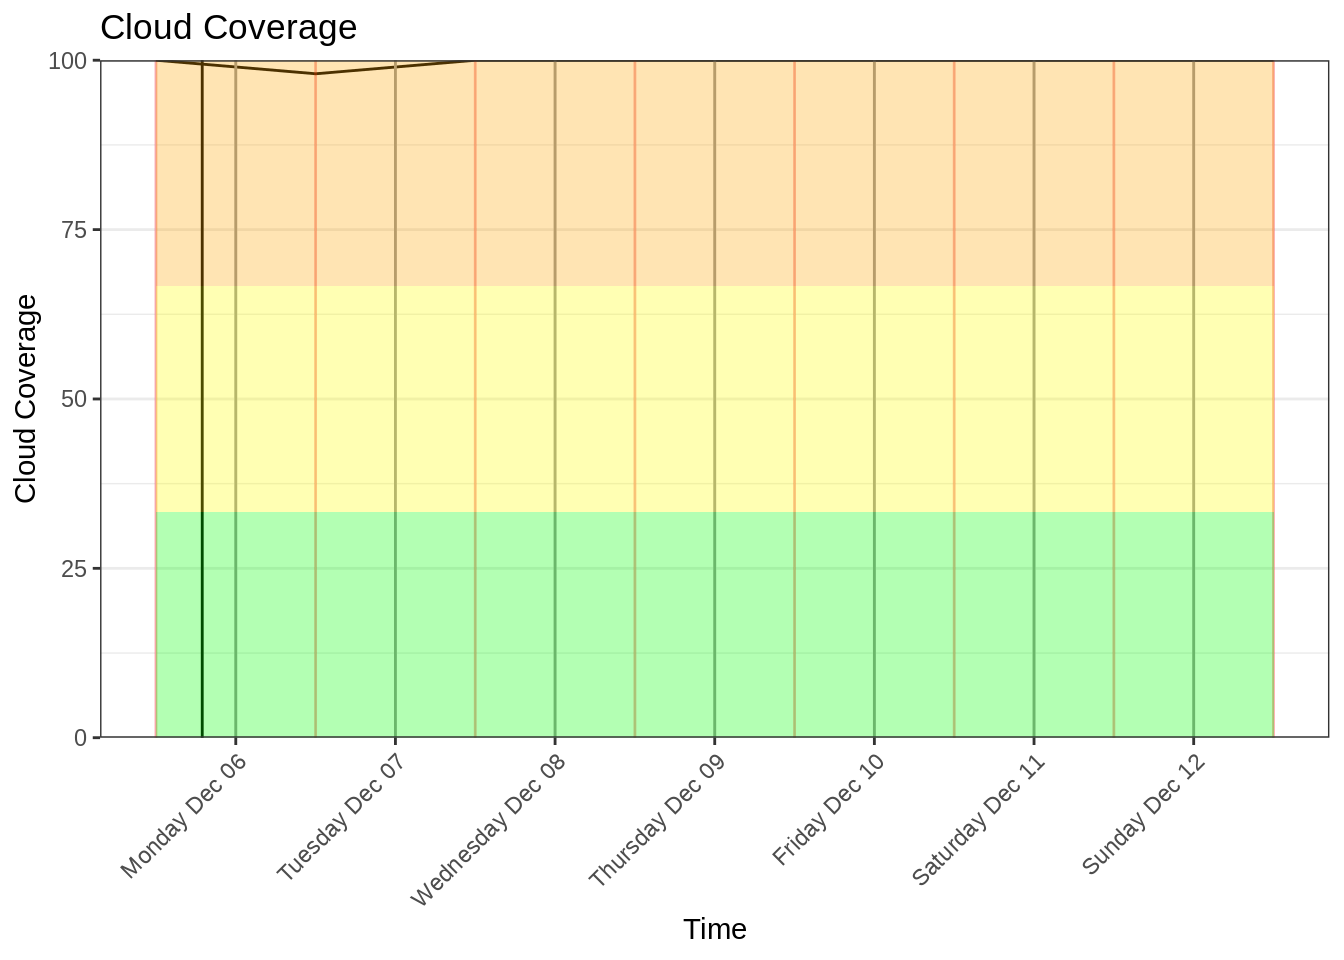 Cloud Coverage
100
75
50
25
0
Cloud Coverage
Monday Dec 06
Tuesday Dec 07
Wednesday Dec 08
Thursday Dec 09
Friday Dec 10
Saturday Dec 11
Sunday Dec 12
Time